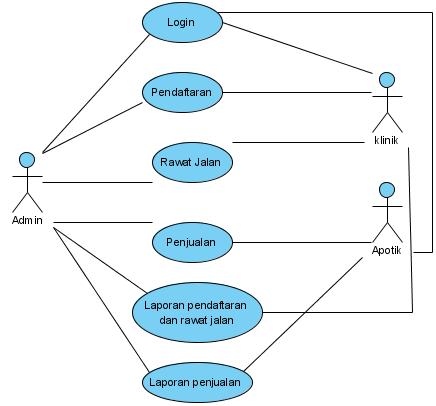 Login
Pendaftaran
klinik
Rawat Jalan
Admin
Penjualan
Apotik
Laporan pendaftaran
dan rawat jalan
Laporan penjualan